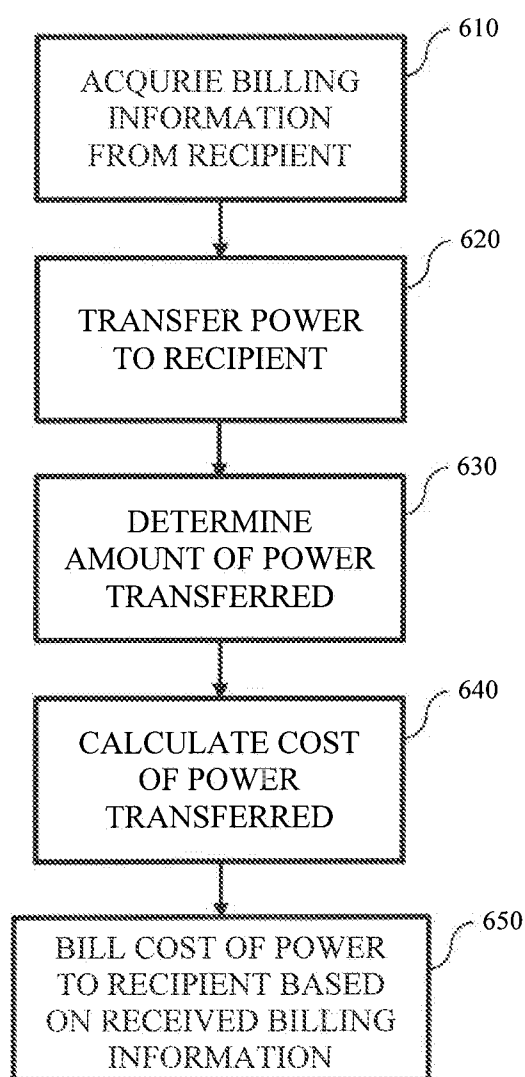 610
ACQURIE BILLING
INFORMATION
FROM RECIPIENT
620
TRANSFER POWER
TO RECIPIENT
630
DETERMINE
AMOUNT OF POWER
TRANSFERRED
640
CALCULATE COST
OF POWER
TRANSFERRED
650
BILL COST OF POWER
TO RECIPIENT BASED
ON RECEIVED BILLING
INFORMATION